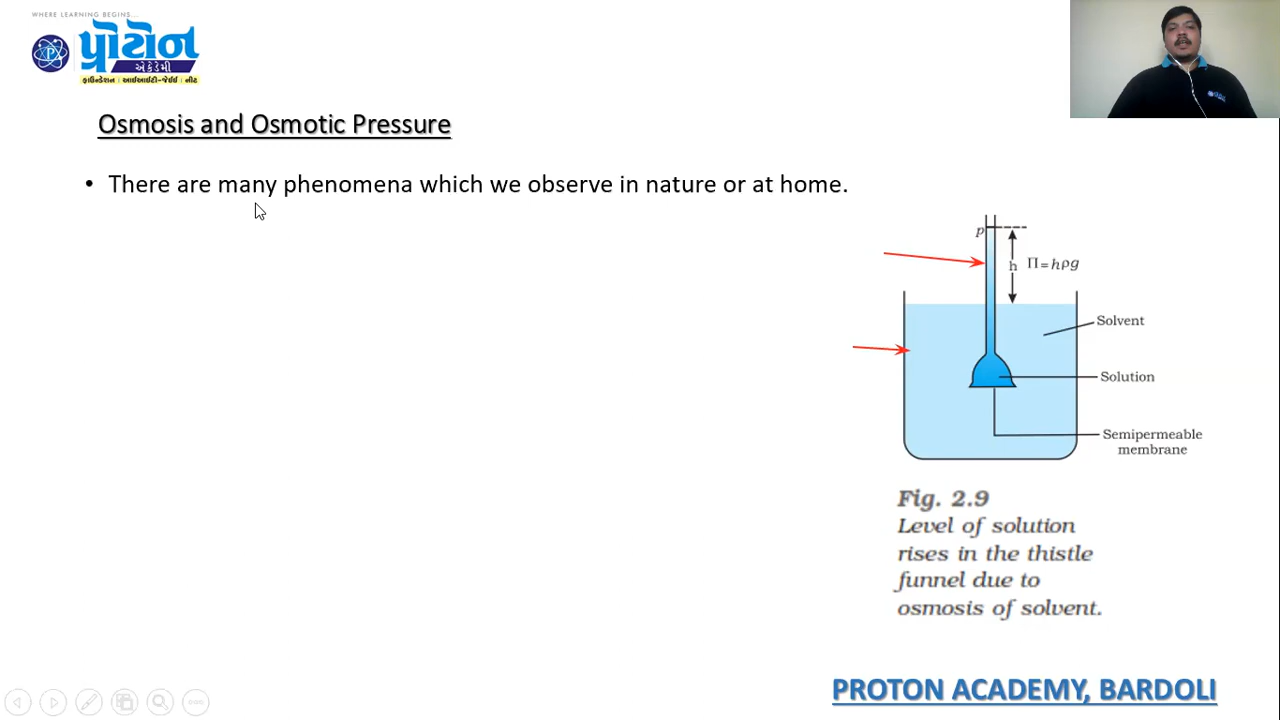 WHERE LEARNING BEGINS...
પ્રોટોન
એકેડેમી
ફાઉન્ડેશન | આઈઆઈટી-જેઈઈ | નીટ
Osmosis and Osmotic Pressure
• There are many phenomena which we observe in nature or at home.
p
h Π = hρg
Solvent
Solution
Semipermeable
membrane
Fig. 2.9
Level of solution
rises in the thistle
funnel due to
osmosis of solvent.
PROTON ACADEMY, BARDOLI